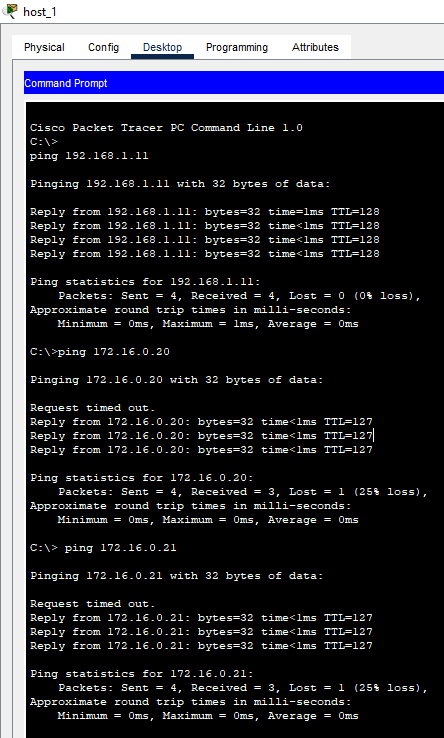 host_1
Physical Config Desktop Programming Attributes
Command Prompt
Cisco Packet Tracer PC Command Line 1.0
C:\>
ping 192.168.1.11
Pinging 192.168.1.11 with 32 bytes of data:
Reply from 192.168.1.11: bytes=32 time=1ms TTL=128
Reply from 192.168.1.11: bytes=32 time<1ms TTL=128
Reply from 192.168.1.11: bytes=32 time<1ms TTL=128
Reply from 192.168.1.11: bytes=32 time<1ms TTL=128
Ping statistics for 192.168.1.11:
Packets: Sent = 4, Received = 4, Lost = 0 (0% loss),
Approximate round trip times in milli-seconds:
Minimum = 0ms, Maximum = 1ms, Average = 0ms
C:\>ping 172.16.0.20
Pinging 172.16.0.20 with 32 bytes of data:
Request timed out.
Reply from 172.16.0.20: bytes=32 time<1ms TTL=127
Reply from 172.16.0.20: bytes=32 time<1ms TTL=127
Reply from 172.16.0.20: bytes=32 time<1ms TTL=127
Ping statistics for 172.16.0.20:
Packets: Sent = 4, Received = 3, Lost = 1 (25% loss),
Approximate round trip times in milli-seconds:
Minimum = 0ms, Maximum = 0ms, Average = 0ms
C:\> ping 172.16.0.21
Pinging 172.16.0.21 with 32 bytes of data:
Request timed out.
Reply from 172.16.0.21: bytes=32 time<1ms TTL=127
Reply from 172.16.0.21: bytes=32 time<1ms TTL=127
Reply from 172.16.0.21: bytes=32 time<1ms TTL=127
Ping statistics for 172.16.0.21:
Packets: Sent = 4, Received = 3, Lost = 1 (25% loss),
Approximate round trip times in milli-seconds:
Minimum = 0ms, Maximum = 0ms, Average = 0ms